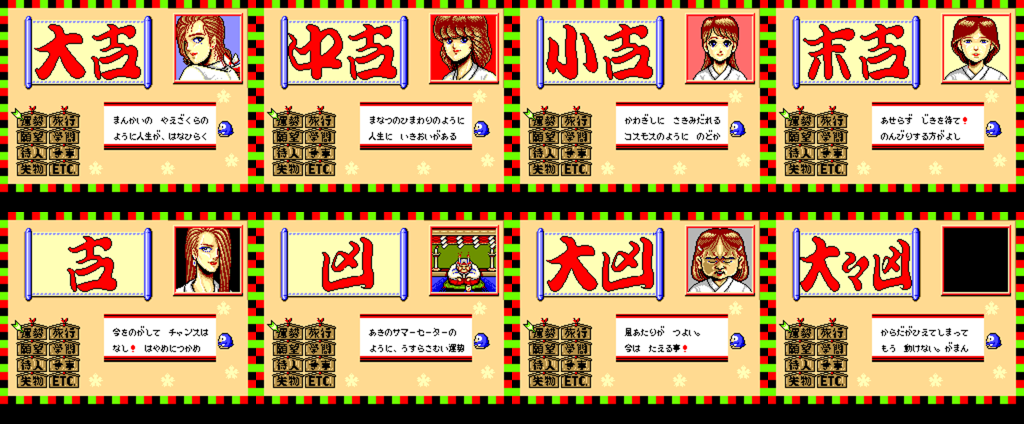 大吉
まんかいの やえざくらの
ように人生が、はなひらく
運勢 旅行
願望 学問
待人 争事
失物 ETC.
中吉
まなつのひまわりのように
人生に いきおいがある
運勢 旅行
願望 学問
待人 争事
失物 ETC.
小吉
かわぎしに さきみだれる
コスモスのように のどか
運勢 旅行
願望 学問
待人 争事
失物 ETC.
末吉
あせらず じきを待て!
のんびりする方がよし
運勢 旅行
願望 学問
待人 争事
失物 ETC.
吉
今をのがして チャンスは
なし! はやめにつかめ
運勢 旅行
願望 学問
待人 争事
失物 ETC.
凶
あきのサマーセーターの
ように、うすらさむい運勢
運勢 旅行
願望 学問
待人 争事
失物 ETC.
大凶
風あたりが つよい。
今は たえる事!
運勢 旅行
願望 学問
待人 争事
失物 ETC.
大々凶
からだがひえてしまって
もう 動けない。がまん
運勢 旅行
願望 学問
待人 争事
失物 ETC.